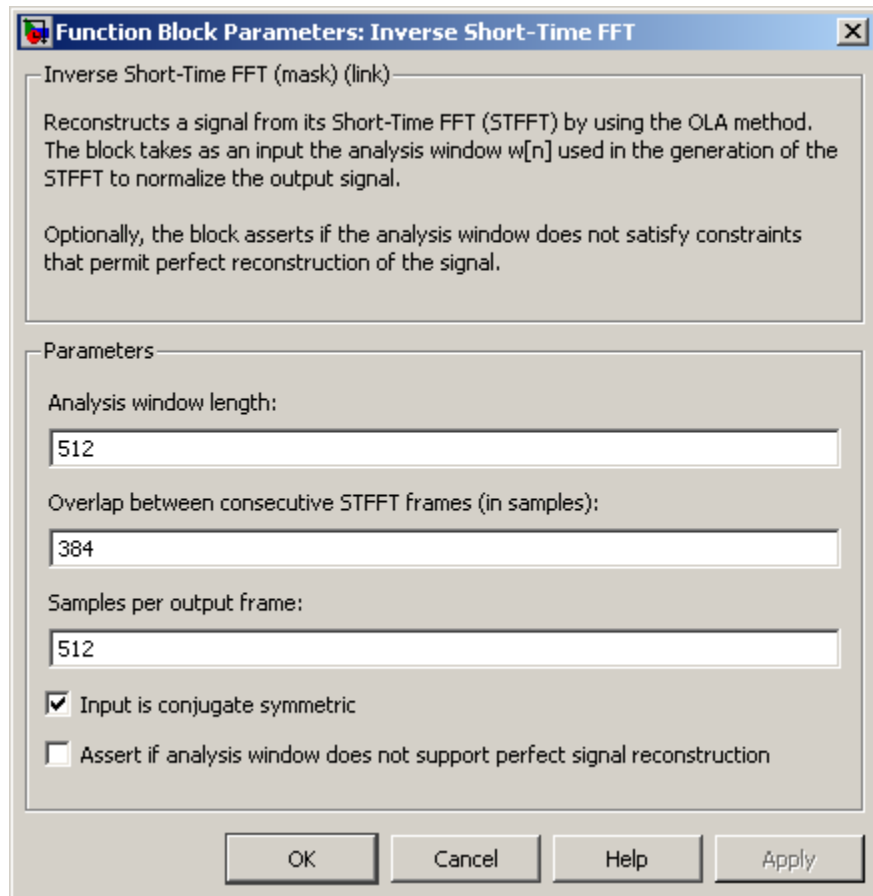 Function Block Parameters: Inverse Short-Time FFT
Inverse Short-Time FFT (mask) (link)
Reconstructs a signal from its Short-Time FFT (STFFT) by using the OLA method.
The block takes as an input the analysis window w[n] used in the generation of the
STFFT to normalize the output signal.
Optionally, the block asserts if the analysis window does not satisfy constraints
that permit perfect reconstruction of the signal.
Parameters
Analysis window length:
512
Overlap between consecutive STFFT frames (in samples):
384
Samples per output frame:
512
Input is conjugate symmetric
Assert if analysis window does not support perfect signal reconstruction
OK Cancel Help Apply